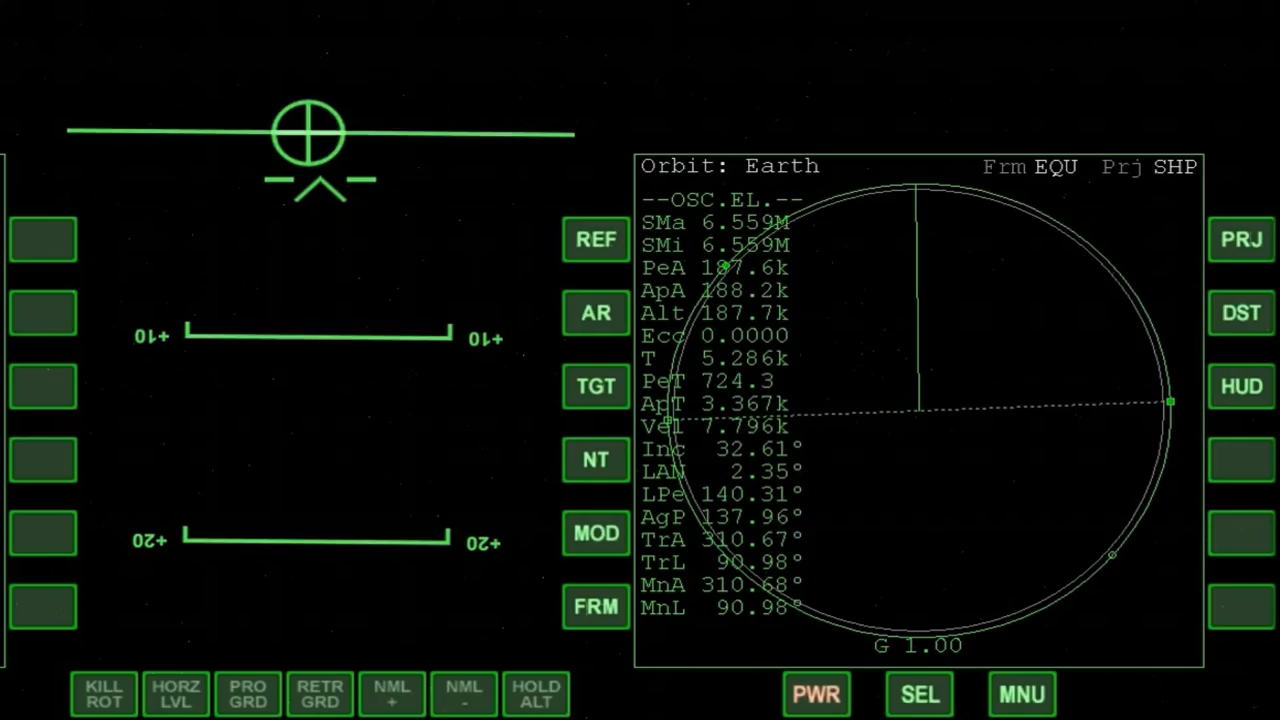 Orbit: Earth Frm EQU Prj SHP
--OSC.EL.--
SMa 6.559M
SMi 6.559M
PeA 187.6k
ApA 188.2k
Alt 187.7k
Ecc 0.0000
T 5.286k
PeT 724.3
ApT 3.367k
Vel 7.796k
Inc 32.61°
LAN 2.35°
LPe 140.31°
AgP 137.96°
TrA 310.67°
TrL 90.98°
MnA 310.68°
MnL 90.98°
G 1.00
+10 +10
+20 +20
REF
AR
TGT
NT
MOD
FRM
PRJ
DST
HUD
KILL ROT
HORZ LVL
PRO GRD
RETR GRD
NML +
NML -
HOLD ALT
PWR SEL MNU